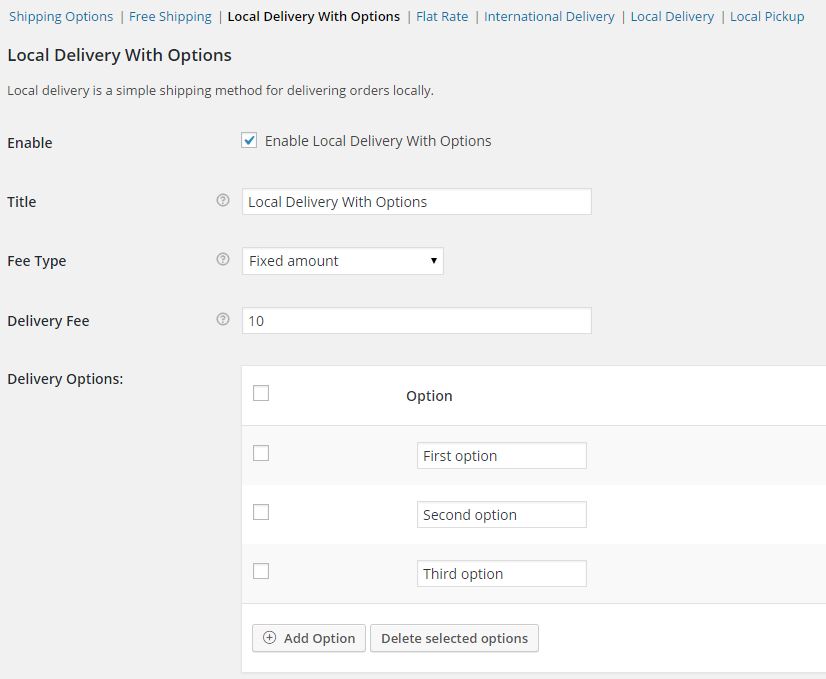 Shipping Options | Free Shipping | Local Delivery With Options | Flat Rate | International Delivery | Local Delivery | Local Pickup
Local Delivery With Options
Local delivery is a simple shipping method for delivering orders locally.
Enable Enable Local Delivery With Options
Title ? Local Delivery With Options
Fee Type ? Fixed amount
Delivery Fee ? 10
Delivery Options:
Option
First option
Second option
Third option
Add Option Delete selected options